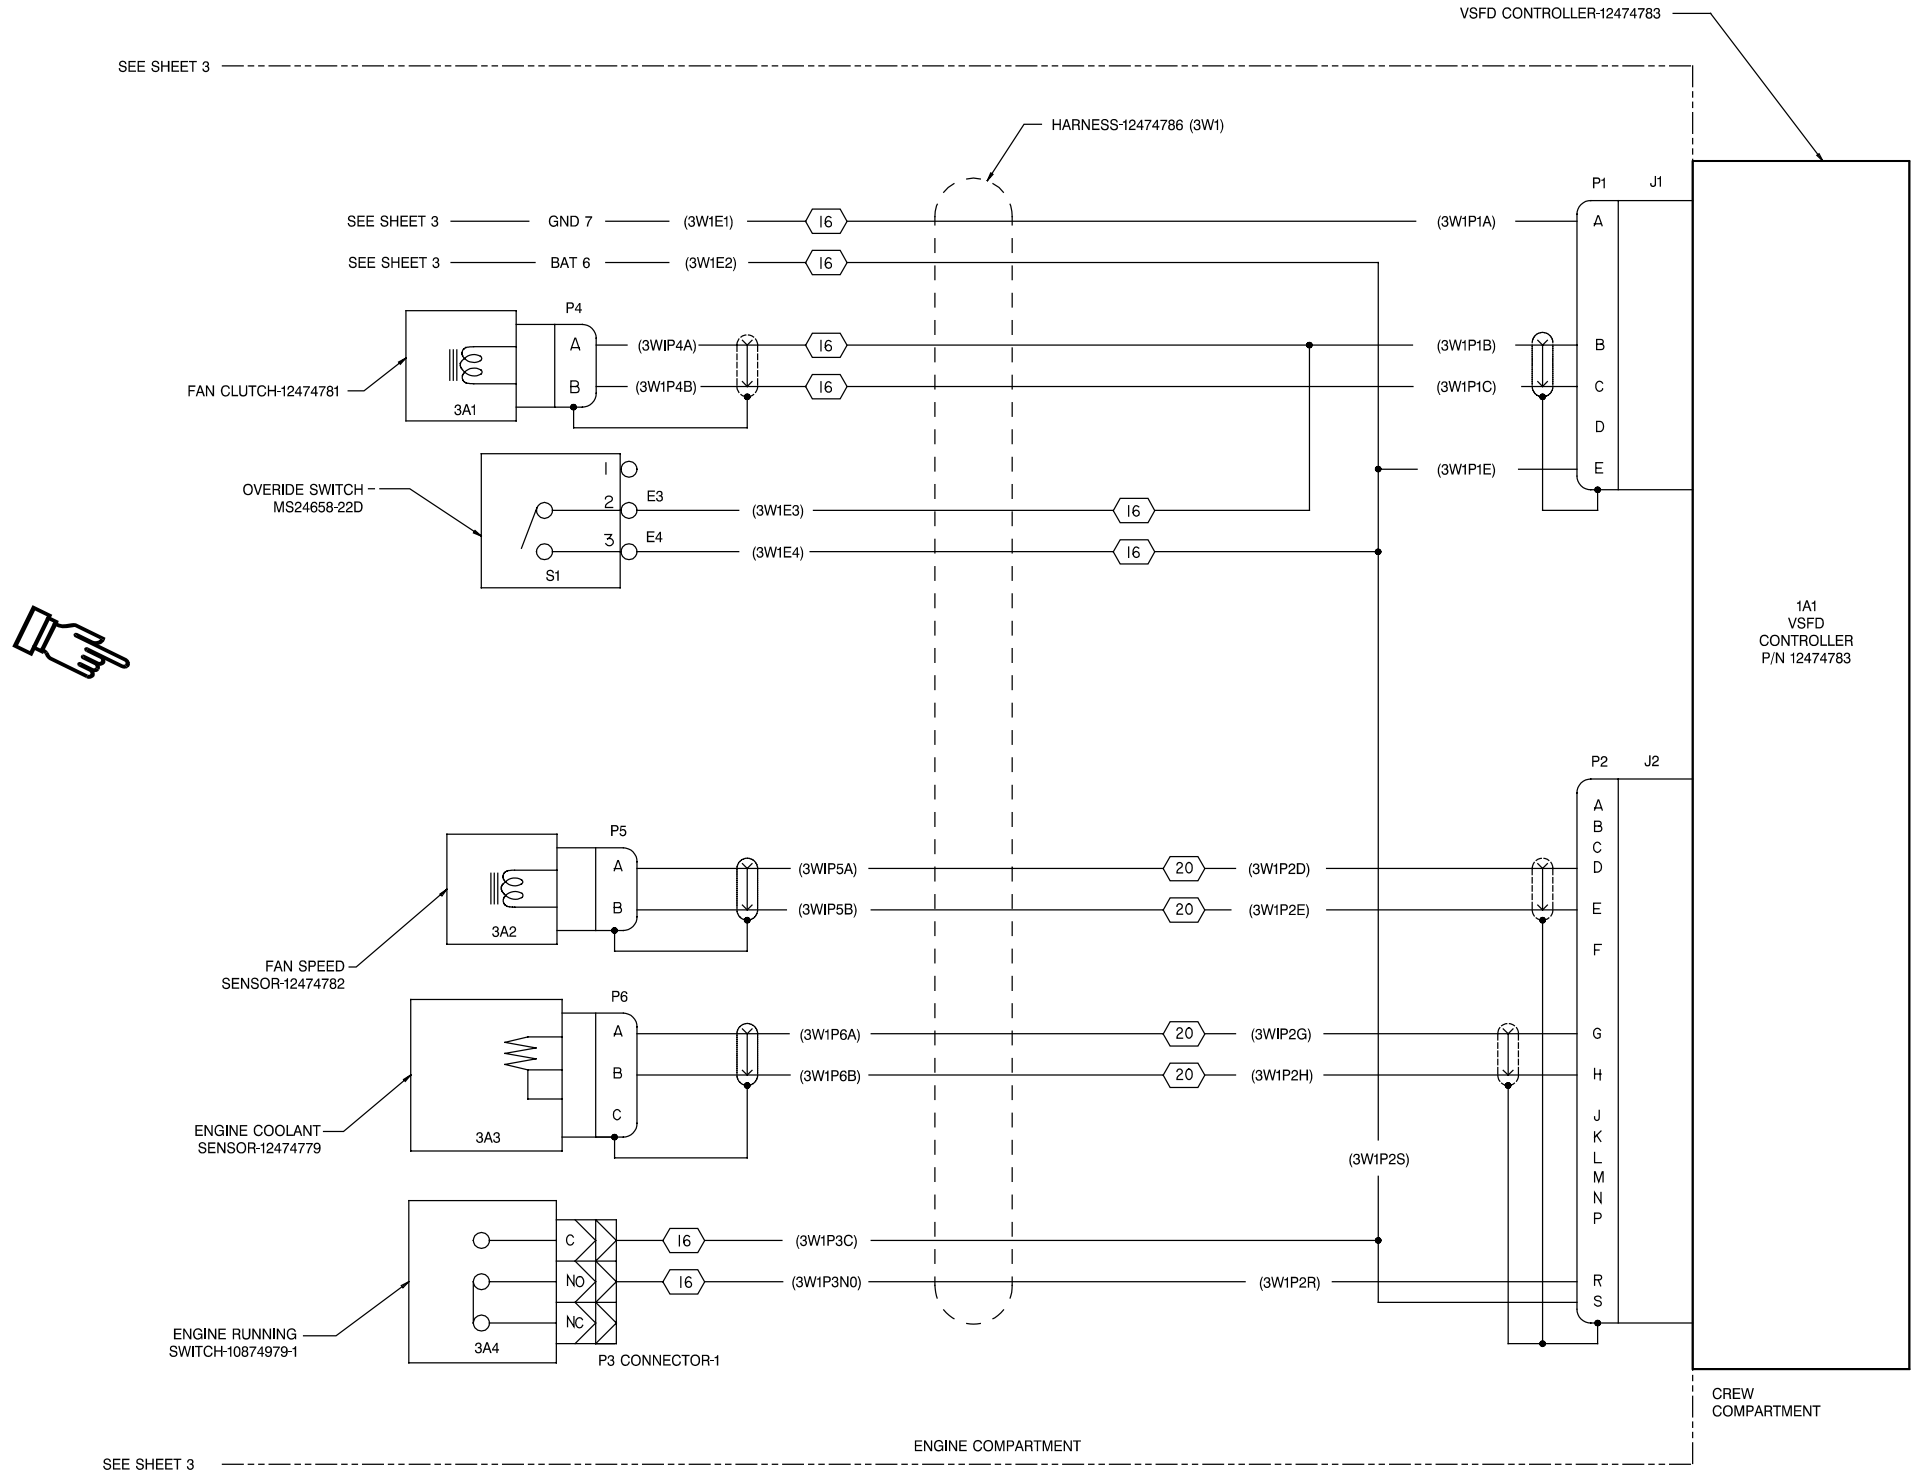 VSFD CONTROLLER-12474783
SEE SHEET 3
HARNESS-12474786 (3W1)
P1 J1
SEE SHEET 3 GND 7 (3W1E1) 16 (3W1P1A) A
SEE SHEET 3 BAT 6 (3W1E2) 16
P4
A (3WIP4A) 16 (3W1P1B) B
FAN CLUTCH-12474781
B (3W1P4B) 16 (3W1P1C) C
3A1
D
1
(3W1P1E) E
OVERIDE SWITCH
MS24658-22D
2 E3 (3W1E3) 16
3 E4 (3W1E4) 16
S1
1A1
VSFD
CONTROLLER
P/N 12474783
P2 J2
A
B
C
P5
A (3WIP5A) 20 (3W1P2D) D
B (3WIP5B) 20 (3W1P2E) E
3A2
F
FAN SPEED
SENSOR-12474782
P6
A (3W1P6A) 20 (3WIP2G) G
B (3W1P6B) 20 (3W1P2H) H
C
J
K
L
M
N
P
ENGINE COOLANT
SENSOR-12474779
3A3
(3W1P2S)
C 16 (3W1P3C)
NO 16 (3W1P3N0) (3W1P2R) R
S
NC
3A4
ENGINE RUNNING
SWITCH-10874979-1
P3 CONNECTOR-1
CREW
COMPARTMENT
ENGINE COMPARTMENT
SEE SHEET 3